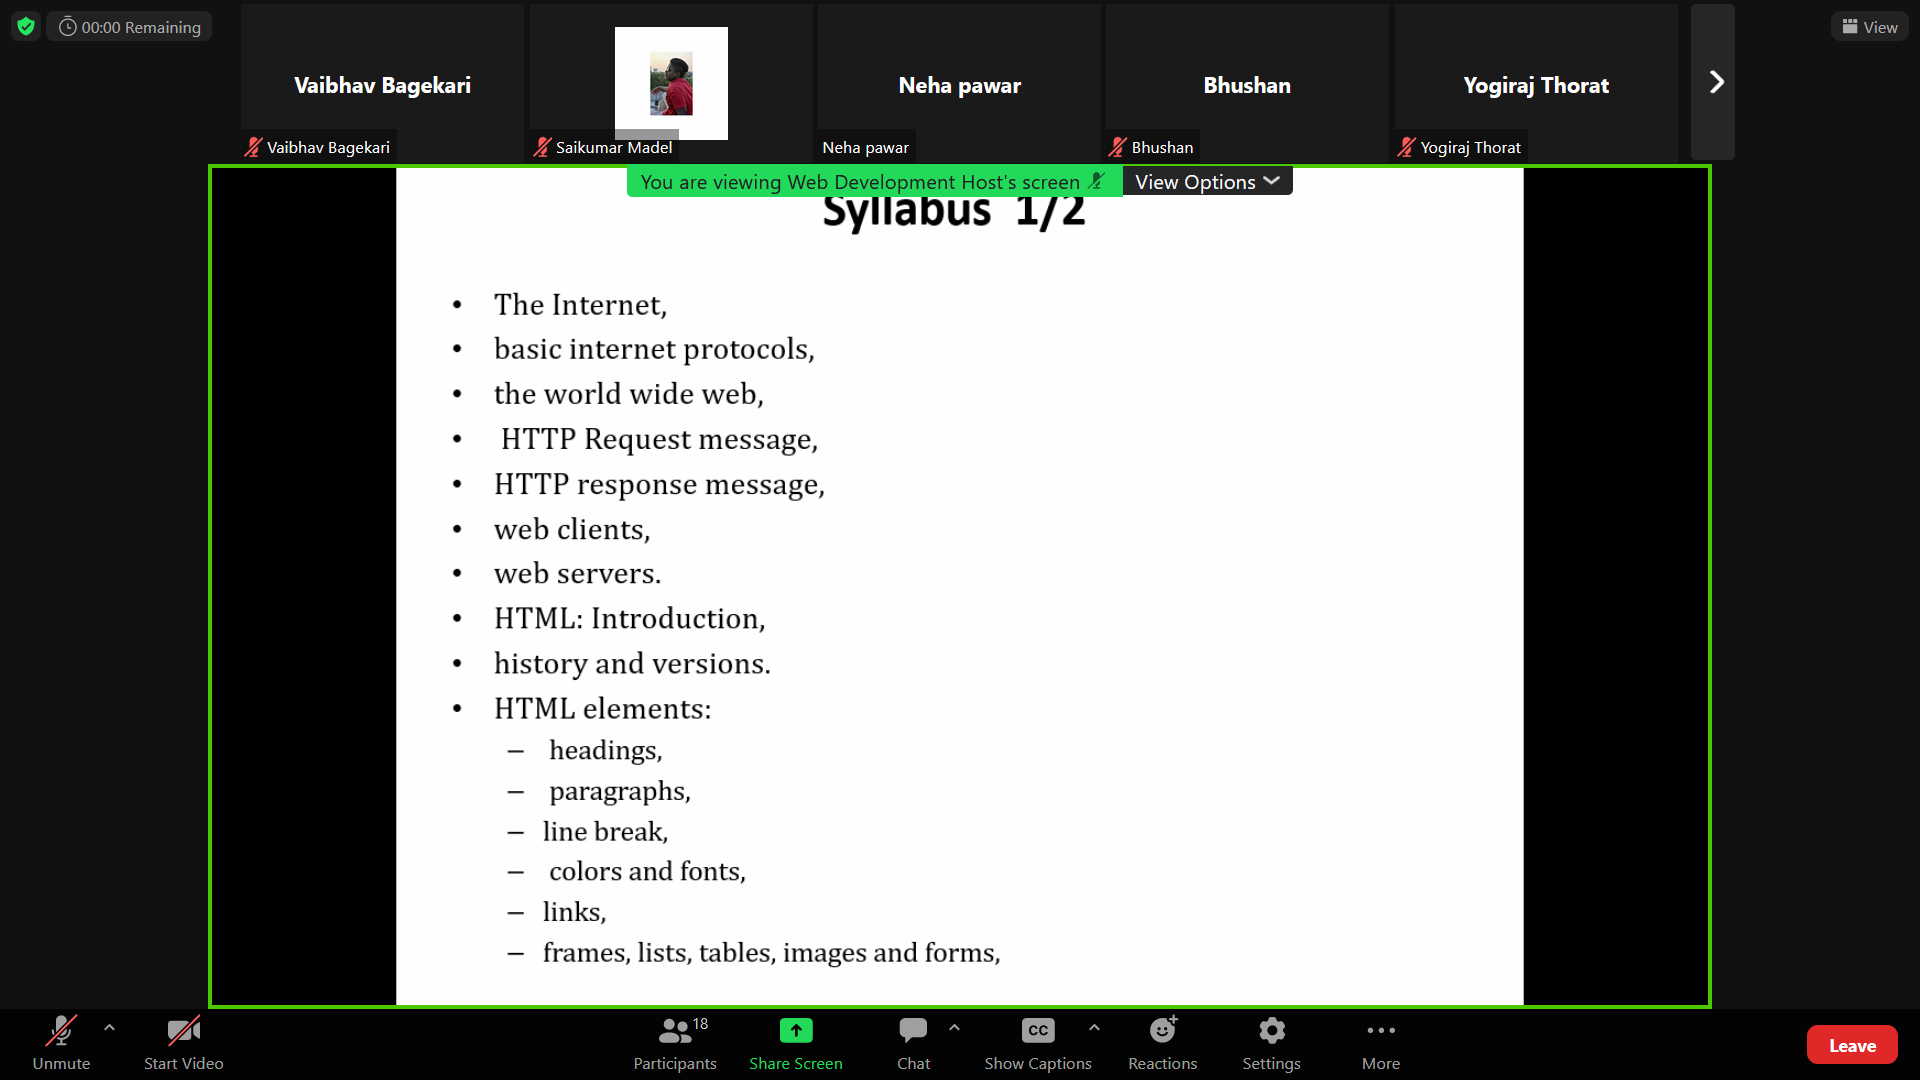 00:00 Remaining
View
Vaibhav Bagekari
Neha pawar
Bhushan
Yogiraj Thorat
Vaibhav Bagekari
Saikumar Madel
Neha pawar
Bhushan
Yogiraj Thorat
You are viewing Web Development Host's screen
View Options
Syllabus 1/2
• The Internet,
• basic internet protocols,
• the world wide web,
• HTTP Request message,
• HTTP response message,
• web clients,
• web servers.
• HTML: Introduction,
• history and versions.
• HTML elements:
– headings,
– paragraphs,
– line break,
– colors and fonts,
– links,
– frames, lists, tables, images and forms,
18
CC
Unmute
Start Video
Participants
Share Screen
Chat
Show Captions
Reactions
Settings
More
Leave